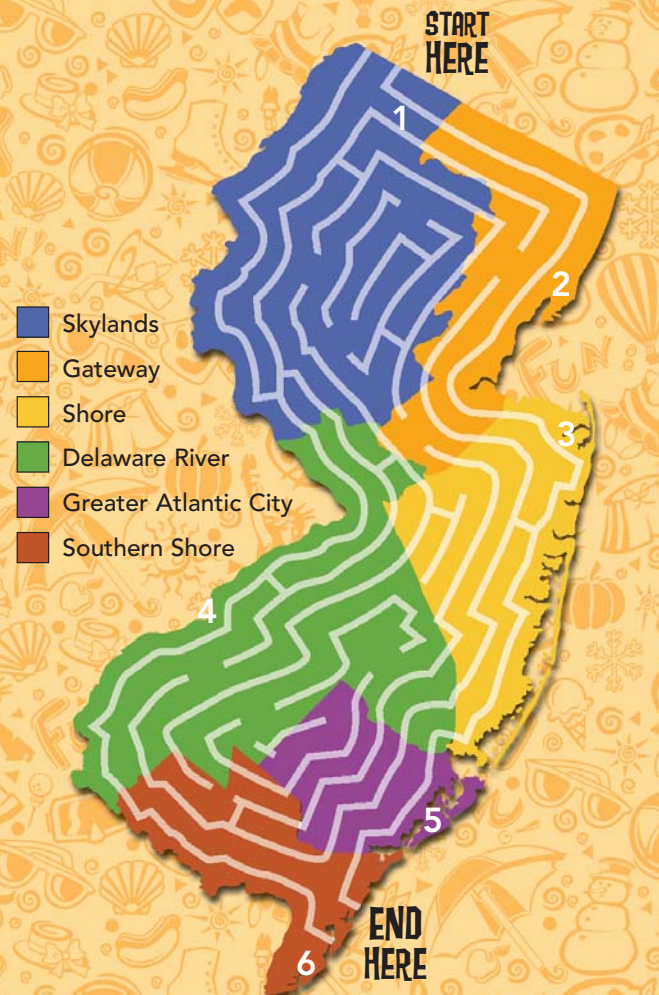 START
HERE
1
2
Skylands
Gateway
Shore
3
Delaware River
Greater Atlantic City
Southern Shore
4
5
END
HERE
6
FUN